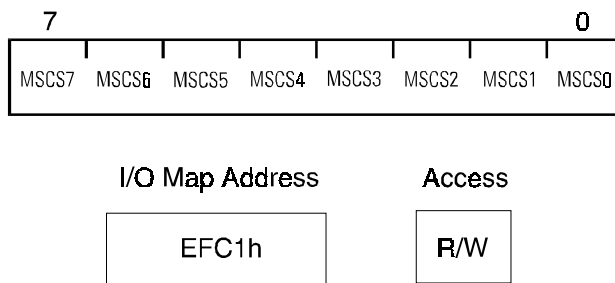 7 0
MSCS7 MSCS6 MSCS5 MSCS4 MSCS3 MSCS2 MSCS1 MSCS0
I/O Map Address Access
EFC1h R/W